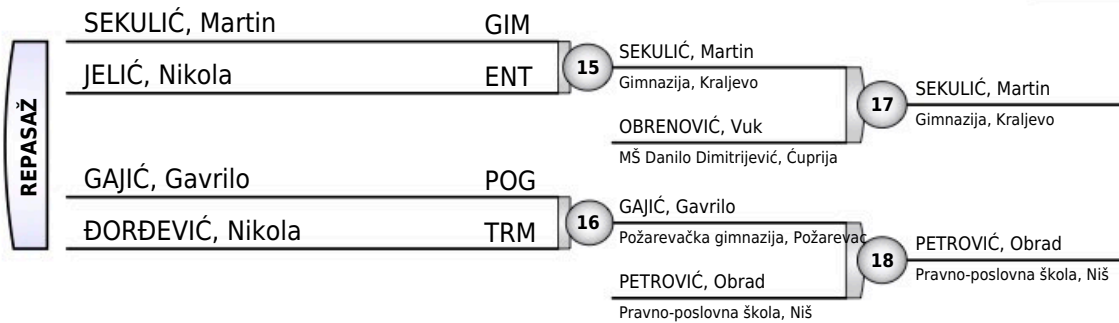 REPASAŽ
SEKULIĆ, Martin GIM
JELIĆ, Nikola ENT
15
SEKULIĆ, Martin
Gimnazija, Kraljevo
OBRENOVIĆ, Vuk
MŠ Danilo Dimitrijević, Ćuprija
17
SEKULIĆ, Martin
Gimnazija, Kraljevo
GAJIĆ, Gavrilo POG
ĐORĐEVIĆ, Nikola TRM
16
GAJIĆ, Gavrilo
Požarevačka gimnazija, Požarevac
PETROVIĆ, Obrad
Pravno-poslovna škola, Niš
18
PETROVIĆ, Obrad
Pravno-poslovna škola, Niš